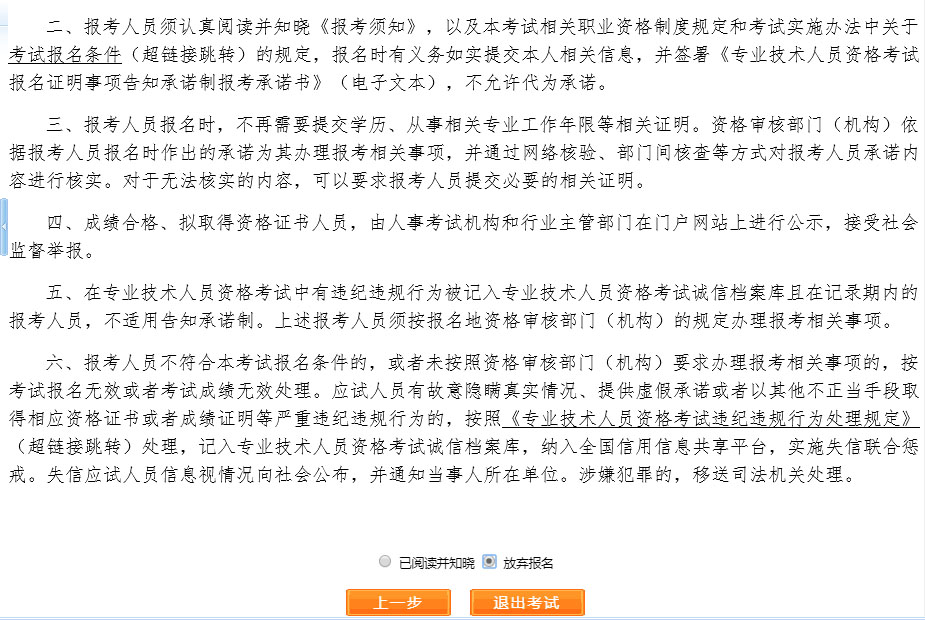 二、报考人员须认真阅读并知晓《报考须知》，以及本考试相关职业资格制度规定和考试实施办法中关于
考试报名条件（超链接跳转）的规定，报名时有义务如实提交本人相关信息，并签署《专业技术人员资格考试
报名证明事项告知承诺制报考承诺书》（电子文本），不允许代为承诺。
三、报考人员报名时，不再需要提交学历、从事相关专业工作年限等相关证明。资格审核部门（机构）依
据报考人员报名时作出的承诺为其办理报考相关事项，并通过网络核验、部门间核查等方式对报考人员承诺内
容进行核实。对于无法核实的内容，可以要求报考人员提交必要的相关证明。
四、成绩合格、拟取得资格证书人员，由人事考试机构和行业主管部门在门户网站上进行公示，接受社会
监督举报。
五、在专业技术人员资格考试中有违纪违规行为被记入专业技术人员资格考试诚信档案库且在记录期内的
报考人员，不适用告知承诺制。上述报考人员须按报名地资格审核部门（机构）的规定办理报考相关事项。
六、报考人员不符合本考试报名条件的，或者未按照资格审核部门（机构）要求办理报考相关事项的，按
考试报名无效或者考试成绩无效处理。应试人员有故意隐瞒真实情况、提供虚假承诺或者以其他不正当手段取
得相应资格证书或者成绩证明等严重违纪违规行为的，按照《专业技术人员资格考试违纪违规行为处理规定》
（超链接跳转）处理，记入专业技术人员资格考试诚信档案库，纳入全国信用信息共享平台，实施失信联合惩
戒。失信应试人员信息视情况向社会公布，并通知当事人所在单位。涉嫌犯罪的，移送司法机关处理。
已阅读并知晓 放弃报名
上一步 退出考试